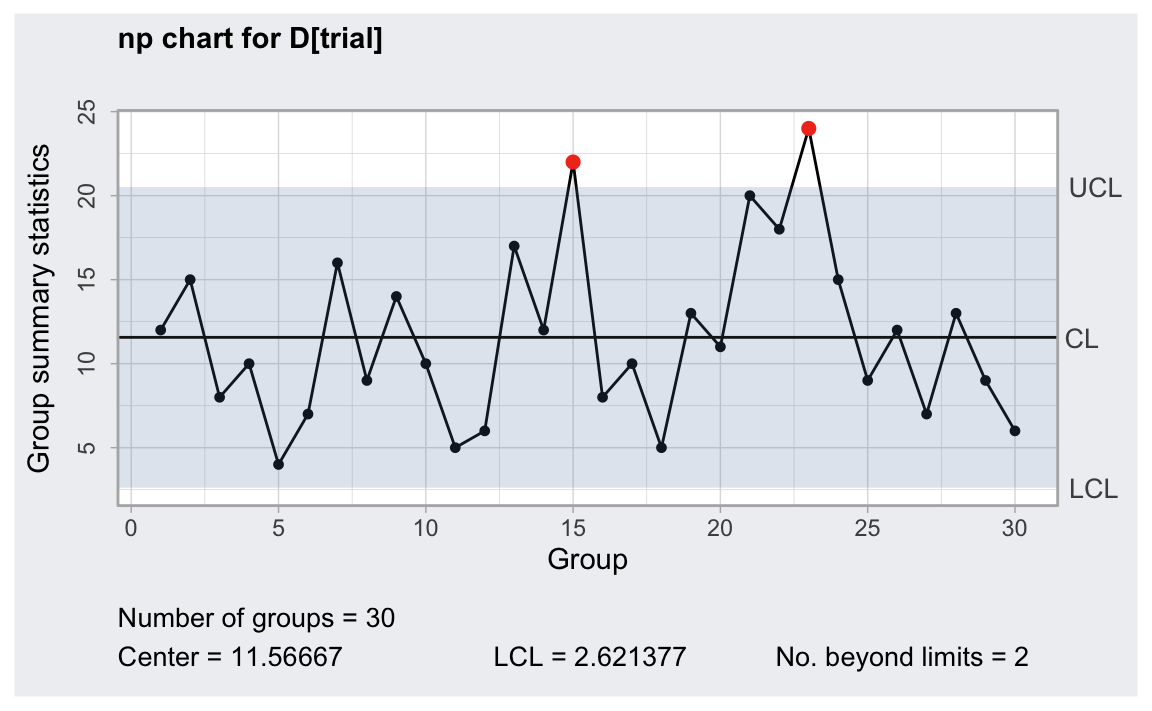 np chart for D[trial]
25
20
15
10
5
Group summary statistics
UCL
CL
LCL
0 5 10 15 20 25 30
Group
Number of groups = 30
Center = 11.56667 LCL = 2.621377 No. beyond limits = 2